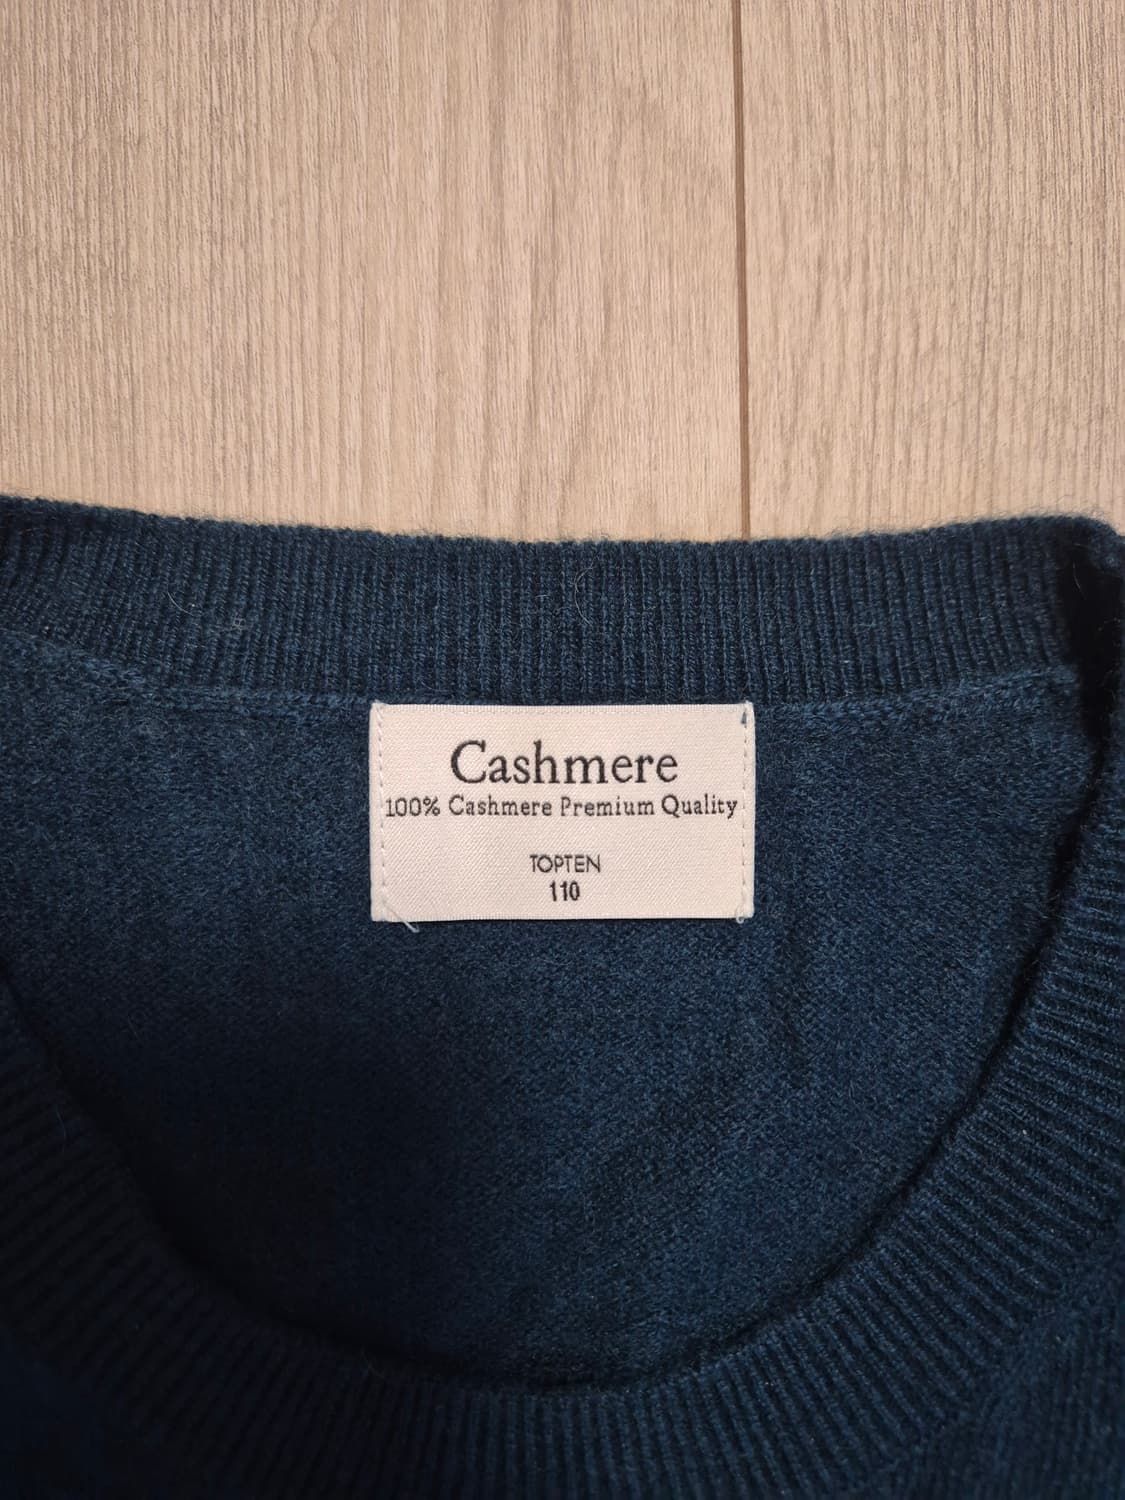 Cashmere
100% Cashmere Premium Quality
TOPTEN
110